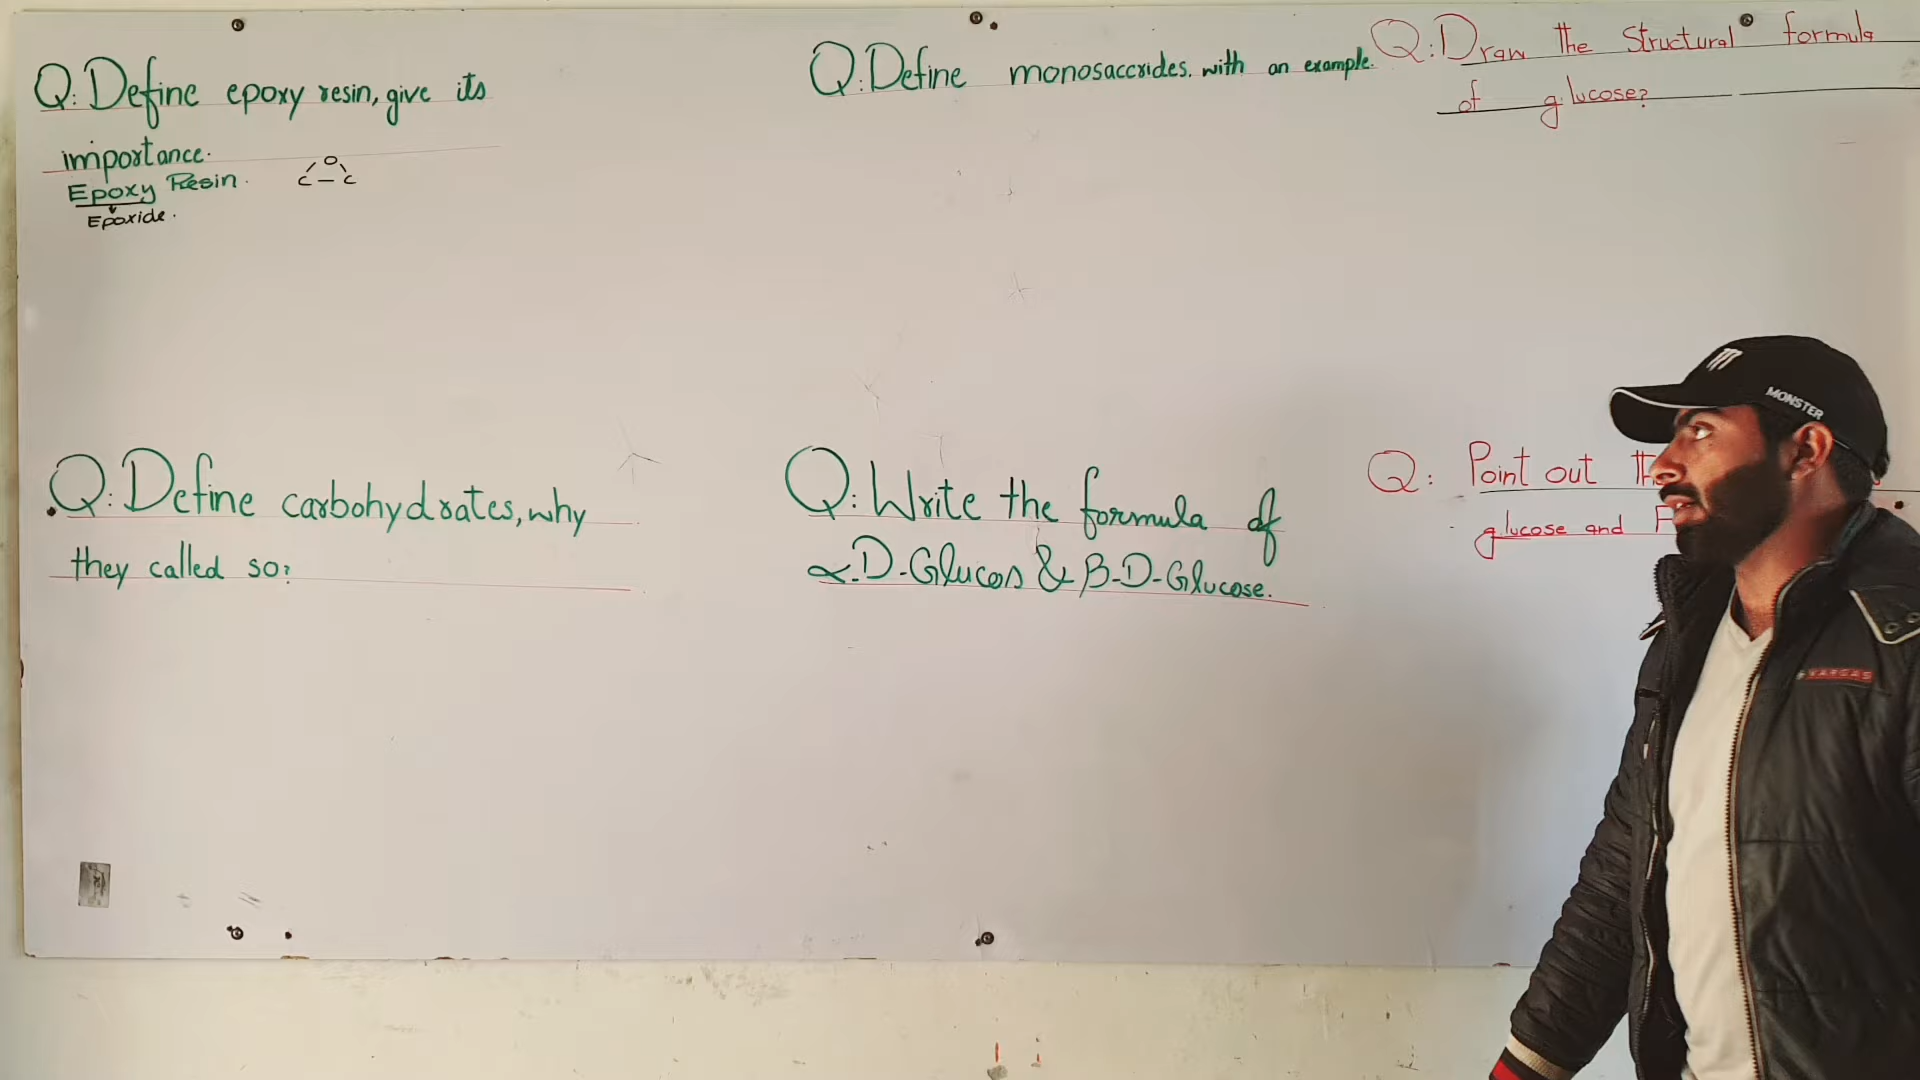 Q: Define epoxy resin, give its
importance.
Epoxy Resin.
Epoxide.
O
C – C
Q: Define carbohydrates, why
they called so?
Q: Define monosaccrides. with an example.
Q: Write the formula of
α-D-Glucos & β-D-Glucose.
Q: Draw the Structural formula
of glucose?
Q: Point out
glucose and F
MONSTER